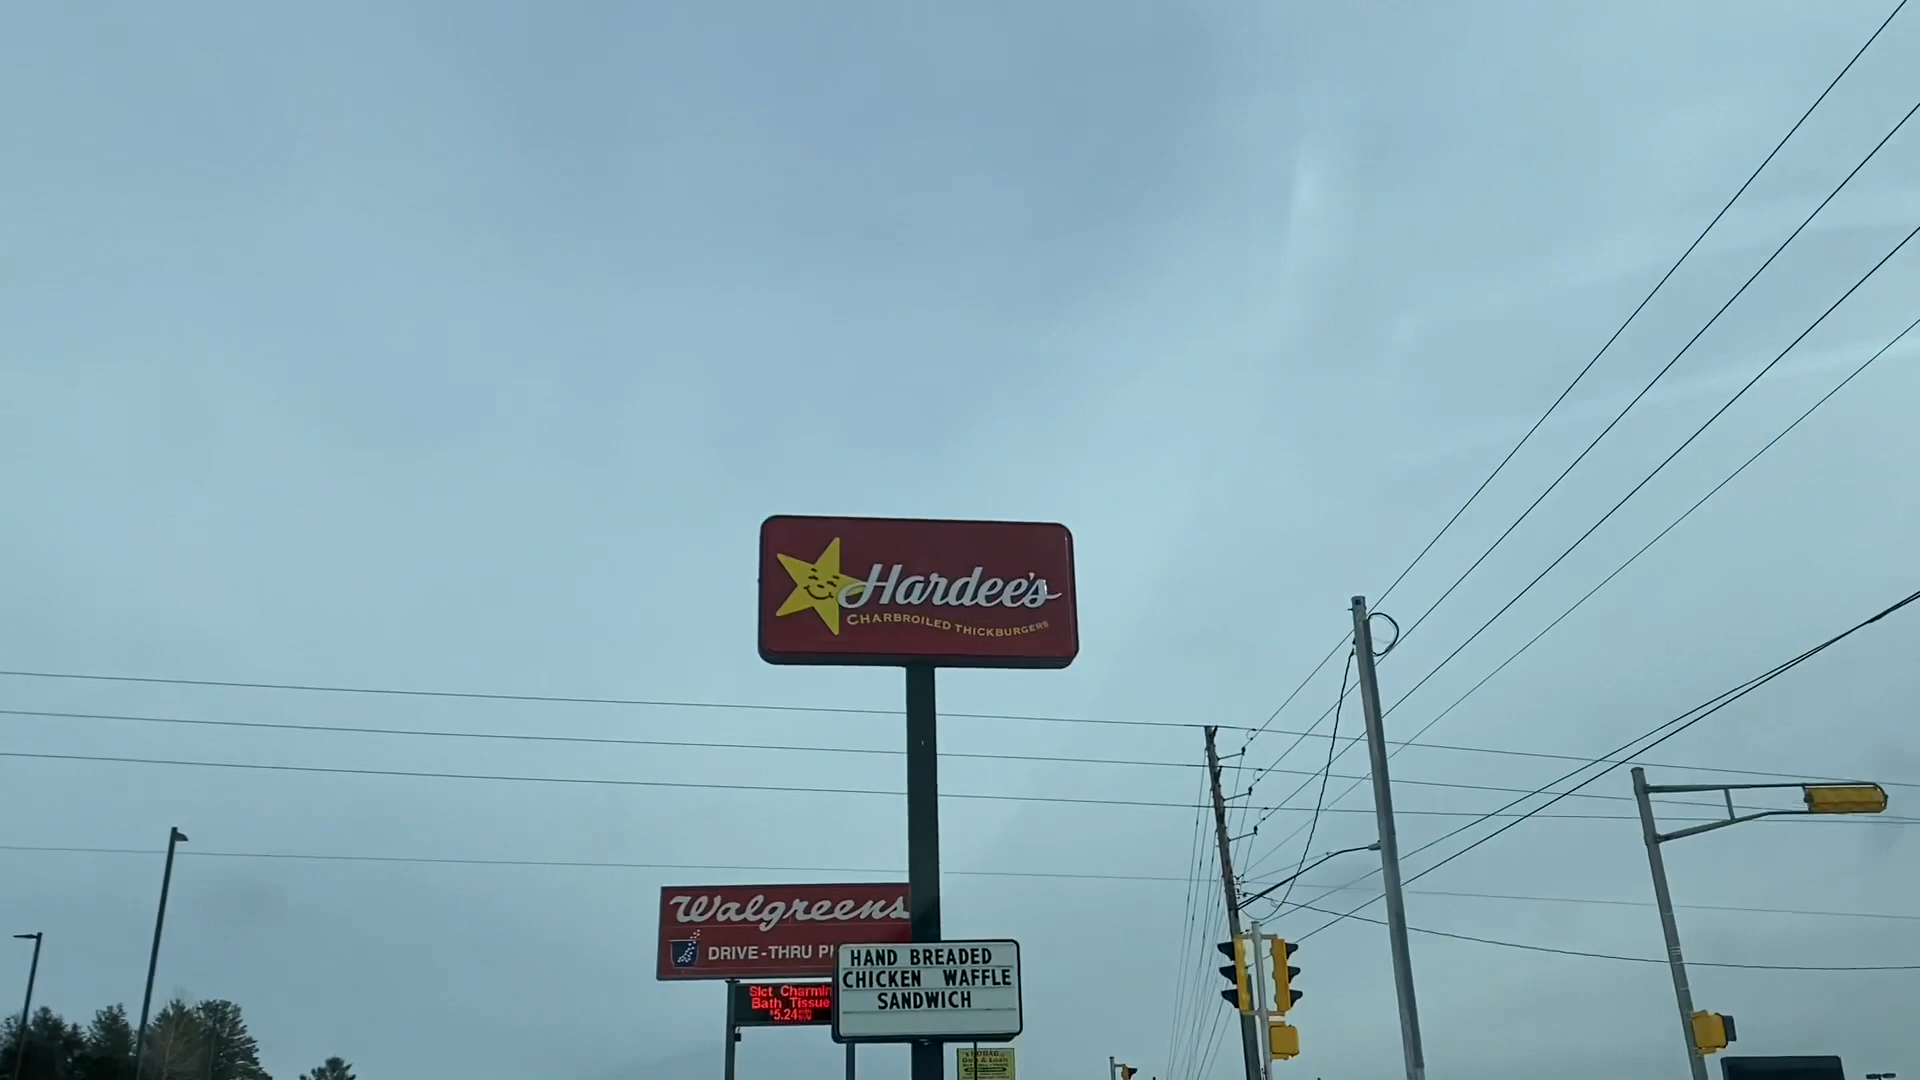 Hardee's
CHARBROILED THICKBURGERS
Walgreens
DRIVE-THRU
Slct Charmin
Bath Tissue
$5.24
HAND BREADED
CHICKEN WAFFLE
SANDWICH